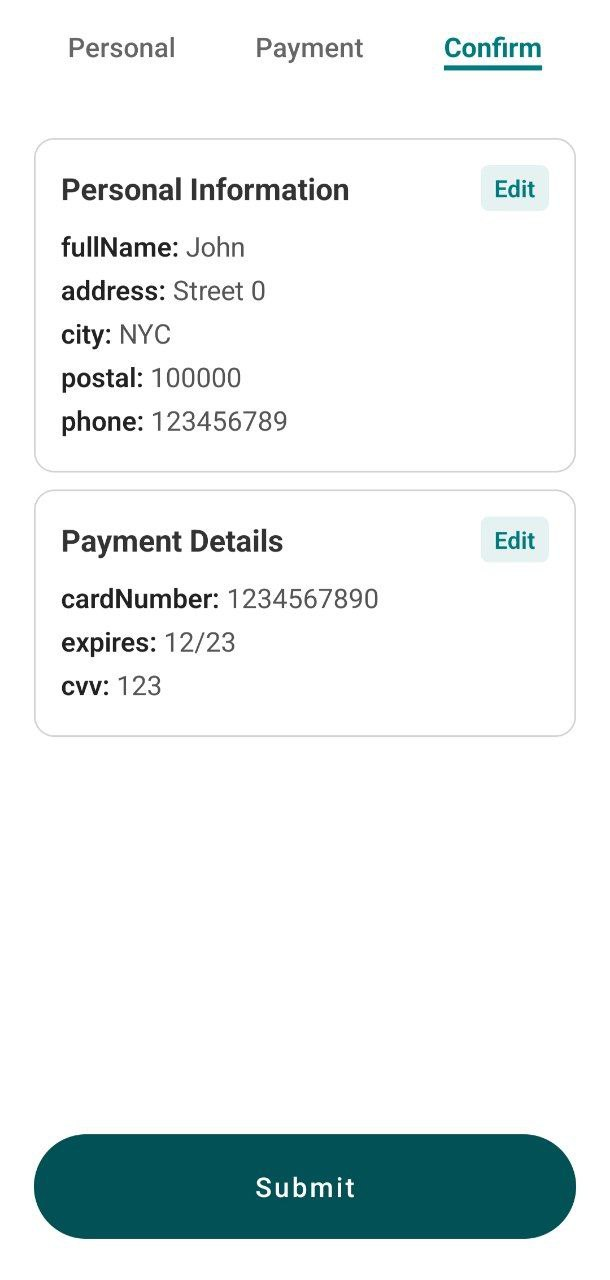 Personal Payment Confirm
Personal Information Edit
fullName: John
address: Street 0
city: NYC
postal: 100000
phone: 123456789
Payment Details Edit
cardNumber: 1234567890
expires: 12/23
cvv: 123
Submit